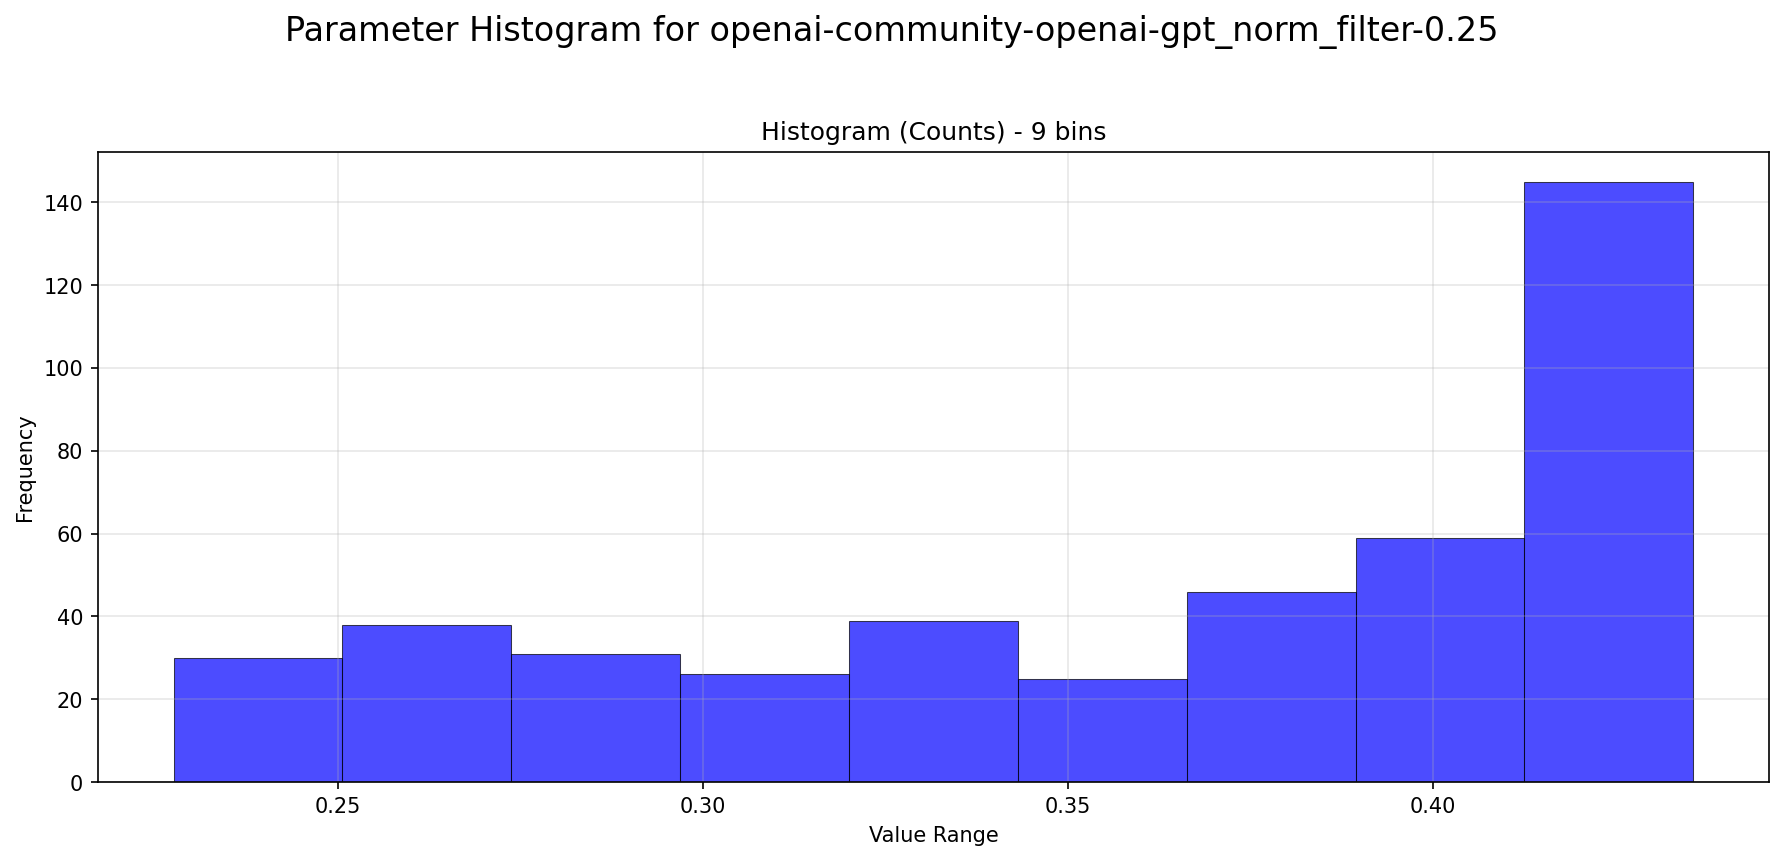 Parameter Histogram for openai-community-openai-gpt_norm_filter-0.25
Histogram (Counts) - 9 bins
140
120
100
80
60
40
20
0
Frequency
0.25 0.30 0.35 0.40
Value Range